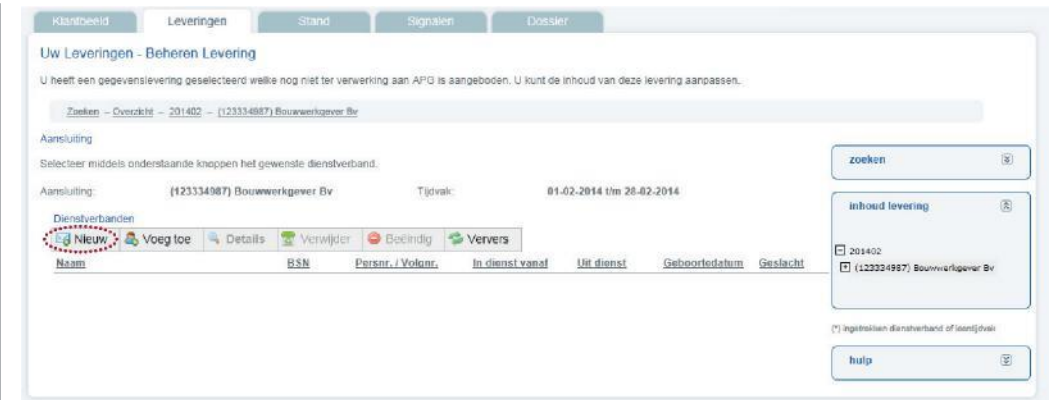 Klantbeeld Leveringen Stand Signalen Dossier
Uw Leveringen - Beheren Levering
U heeft een gegevenslevering geselecteerd welke nog niet ter verwerking aan APG is aangeboden. U kunt de inhoud van deze levering aanpassen.
Zoeken – Overzicht – 201402 – (123334987) Bouwwerkgever Bv
Aansluiting
Selecteer middels onderstaande knoppen het gewenste dienstverband.
Aansluiting: (123334987) Bouwwerkgever Bv Tijdvak: 01-02-2014 t/m 28-02-2014
Dienstverbanden
Nieuw Voeg toe Details Verwijder Beëindig Ververs
Naam BSN Persnr. / Volgnr. In dienst vanaf Uit dienst Geboortedatum Geslacht
zoeken
inhoud levering
201402
(123334987) Bouwwerkgever Bv
(*) ingetrokken dienstverband of loontijdvak
hulp